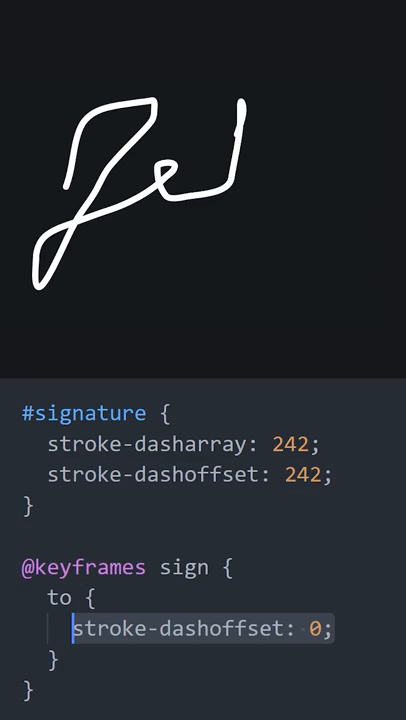 #signature {
stroke-dasharray: 242;
stroke-dashoffset: 242;
}
@keyframes sign {
to {
stroke-dashoffset: 0;
}
}